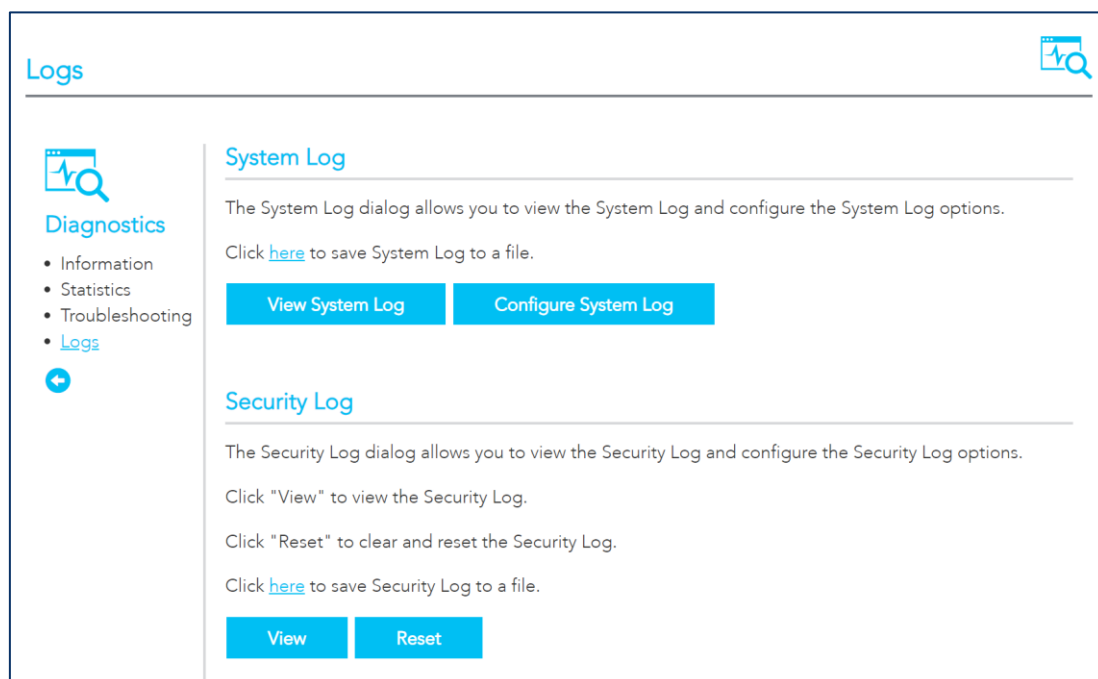 Logs
Diagnostics
• Information
• Statistics
• Troubleshooting
• Logs
System Log
The System Log dialog allows you to view the System Log and configure the System Log options.
Click here to save System Log to a file.
View System Log
Configure System Log
Security Log
The Security Log dialog allows you to view the Security Log and configure the Security Log options.
Click "View" to view the Security Log.
Click "Reset" to clear and reset the Security Log.
Click here to save Security Log to a file.
View
Reset